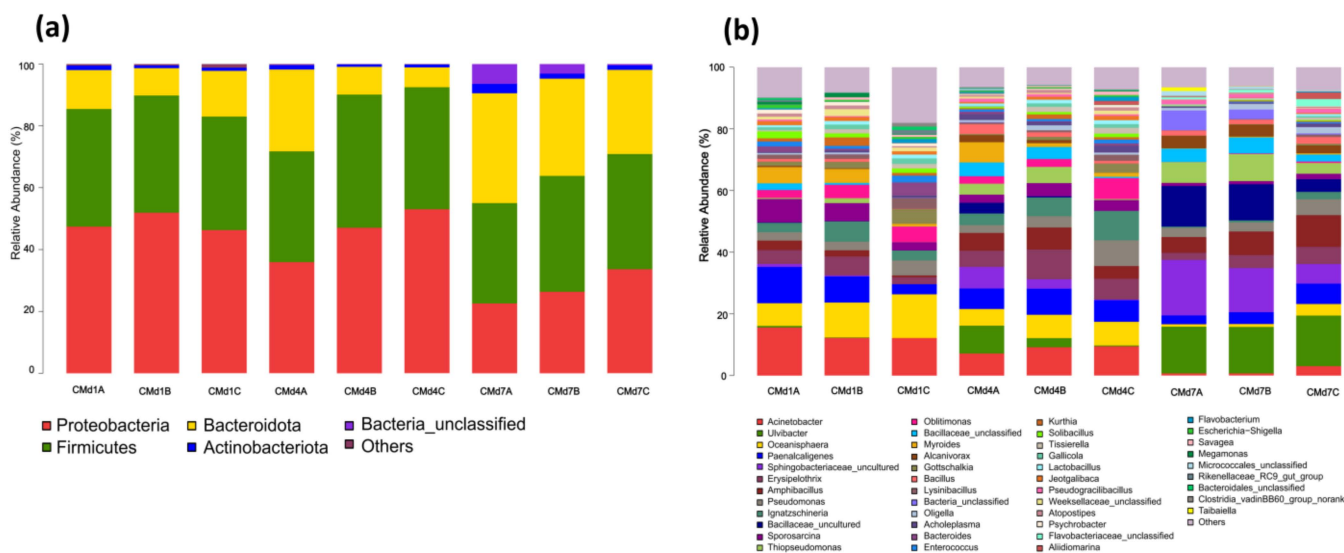 (a)
100
80
60
40
20
0
Relative Abundance (%)
CMd1A CMd1B CMd1C CMd4A CMd4B CMd4C CMd7A CMd7B CMd7C
Proteobacteria Bacteroidota Bacteria_unclassified
Firmicutes Actinobacteriota Others
(b)
100
80
60
40
20
0
Relative Abundance (%)
CMd1A CMd1B CMd1C CMd4A CMd4B CMd4C CMd7A CMd7B CMd7C
Acinetobacter
Ulvibacter
Oceanisphaera
Paenalcaligenes
Sphingobacteriaceae_uncultured
Erysipelothrix
Amphibacillus
Pseudomonas
Ignatzschineria
Bacillaceae_uncultured
Sporosarcina
Thiopseudomonas
Oblitimonas
Bacillaceae_unclassified
Myroides
Alcanivorax
Gottschalkia
Bacillus
Lysinibacillus
Bacteria_unclassified
Oligella
Acholeplasma
Bacteroides
Enterococcus
Kurthia
Solibacillus
Tissierella
Gallicola
Lactobacillus
Jeotgalibaca
Pseudogracilibacillus
Weeksellaceae_unclassified
Atopostipes
Psychrobacter
Flavobacteriaceae_unclassified
Aliidiomarina
Flavobacterium
Escherichia-Shigella
Savagea
Megamonas
Micrococcales_unclassified
Rikenellaceae_RC9_gut_group
Bacteroidales_unclassified
Clostridia_vadinBB60_group_norank
Taibaiella
Others